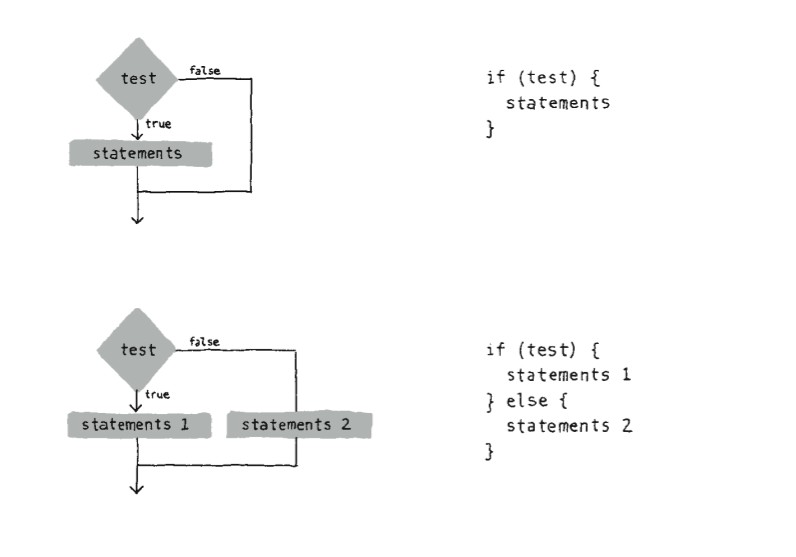 test
false
true
statements
if (test) {
  statements
}
test
false
true
statements 1
statements 2
if (test) {
  statements 1
} else {
  statements 2
}